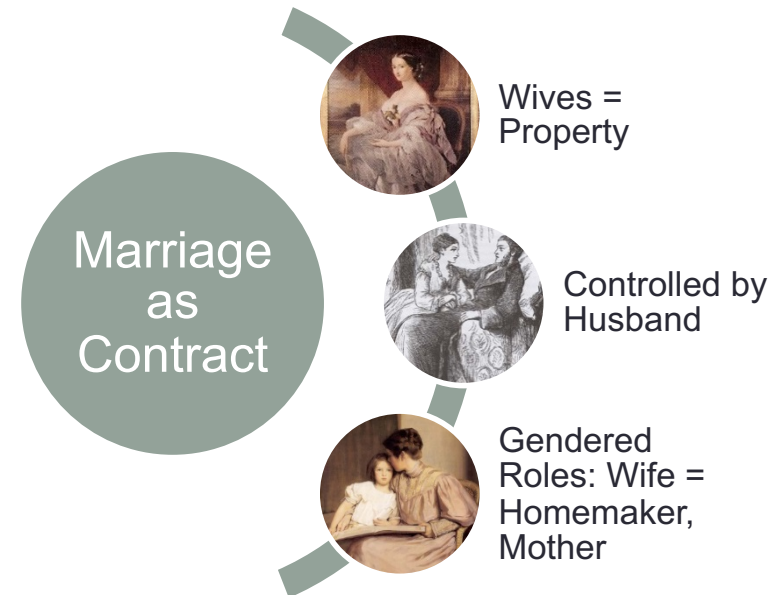 Marriage
as
Contract
Wives =
Property
Controlled by
Husband
Gendered
Roles: Wife =
Homemaker,
Mother